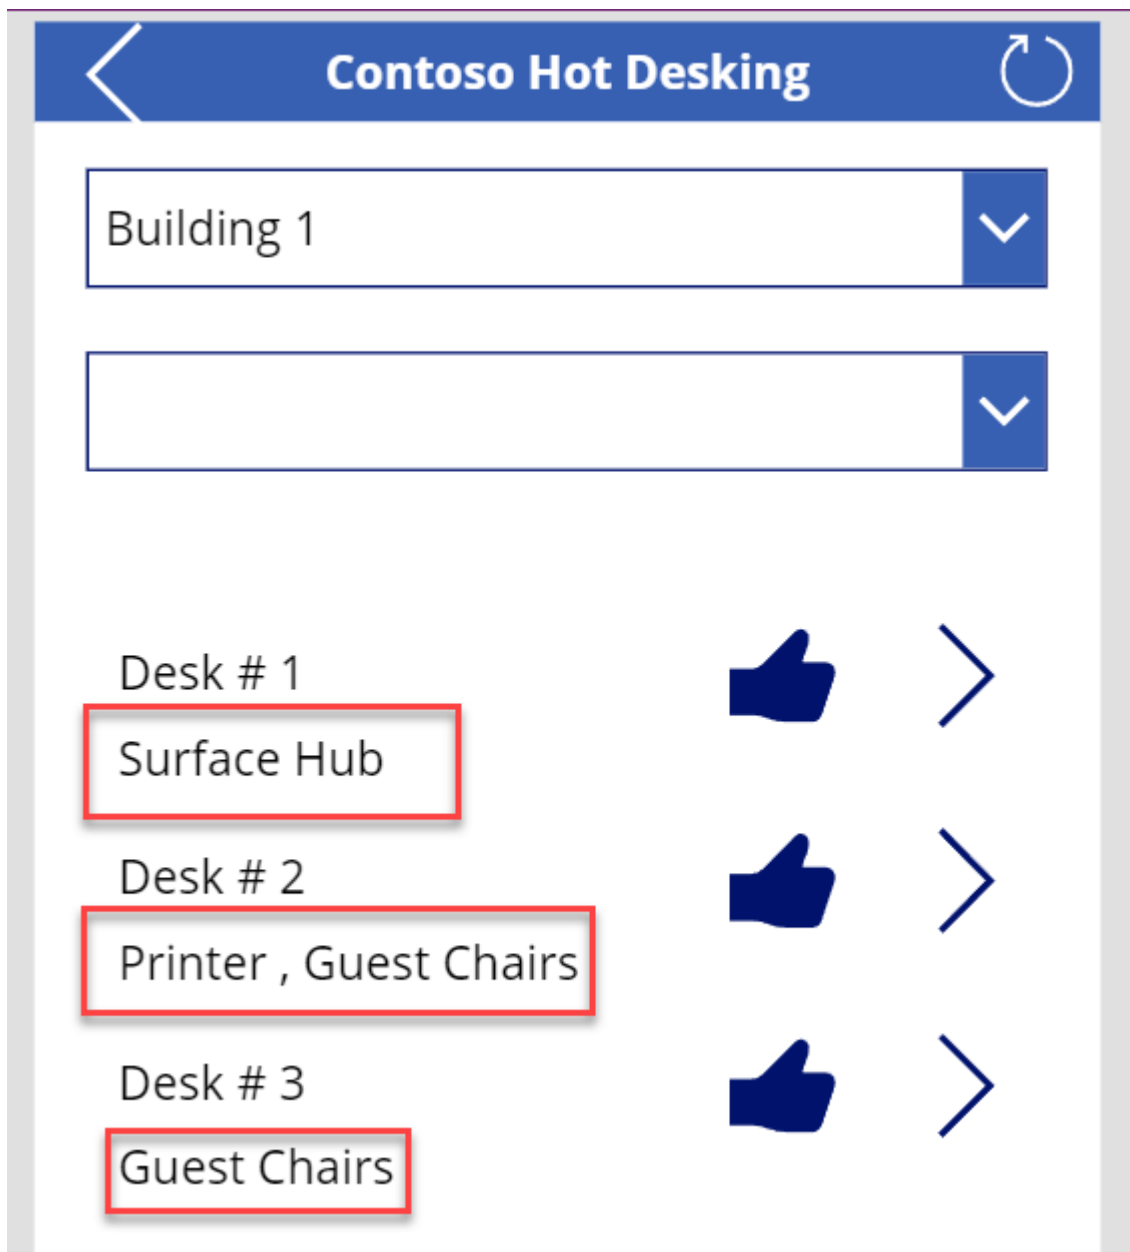 Contoso Hot Desking
Building 1
Desk # 1
Surface Hub
Desk # 2
Printer , Guest Chairs
Desk # 3
Guest Chairs